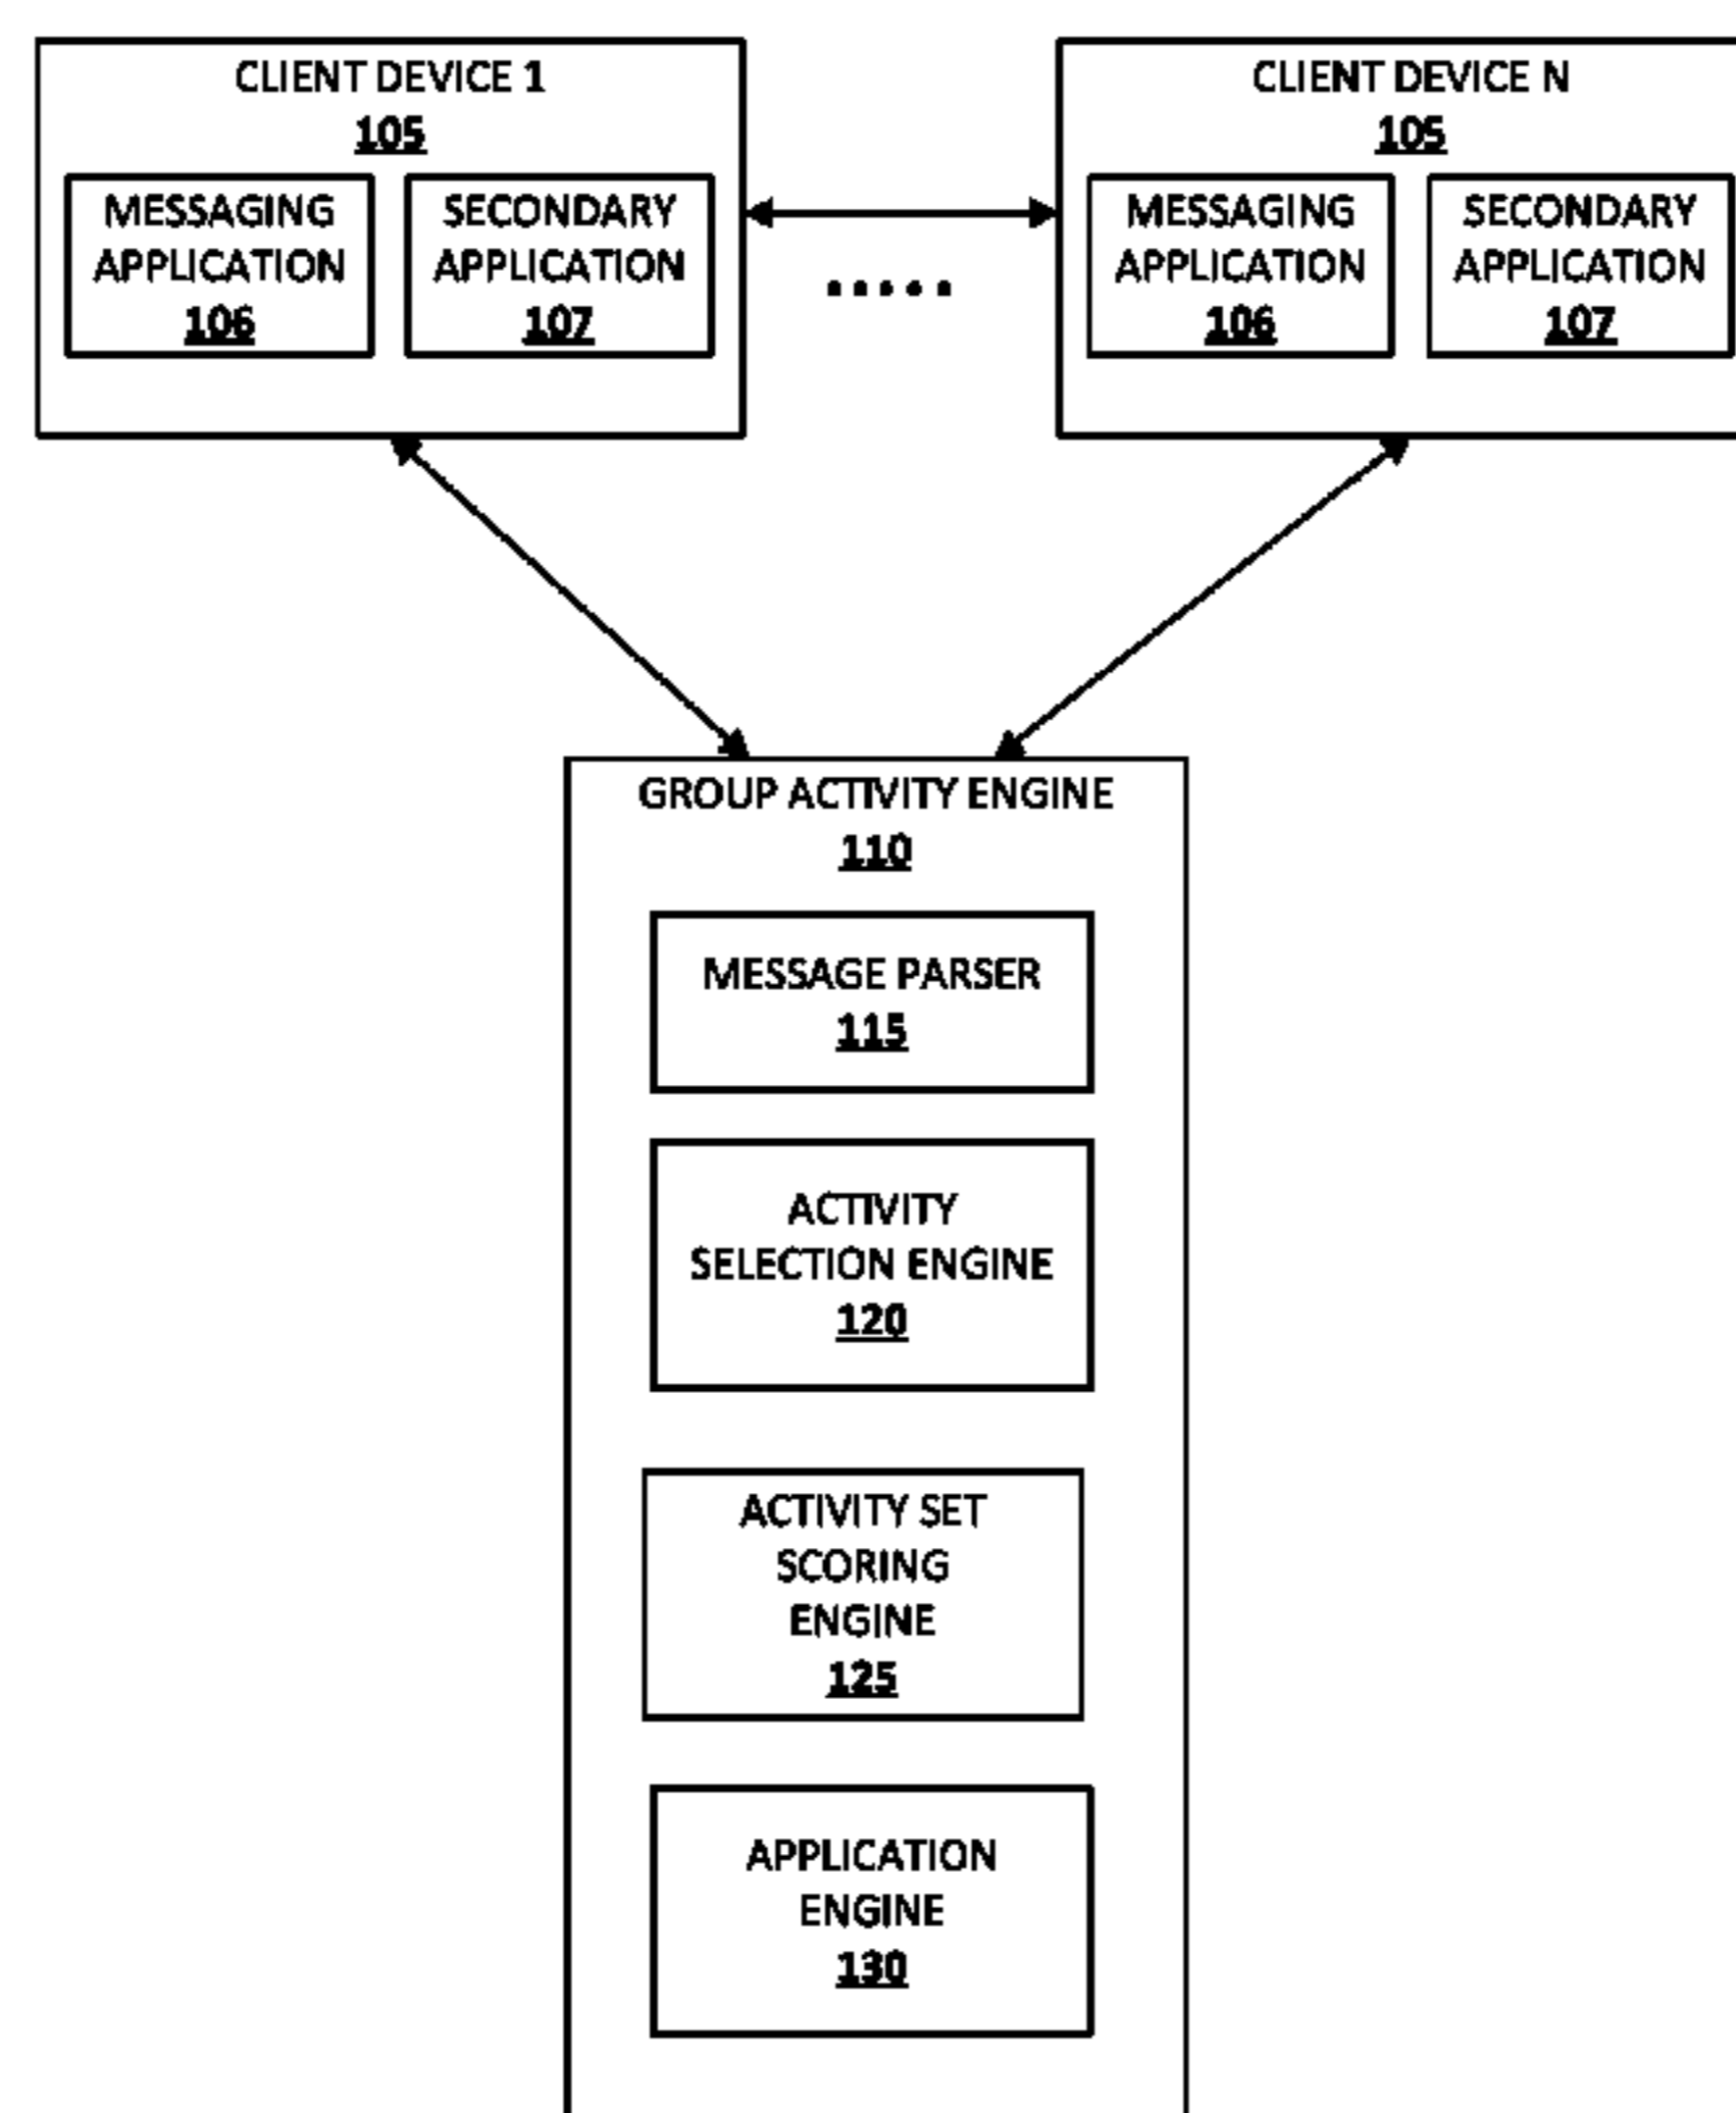 CLIENT DEVICE 1
105
MESSAGING
APPLICATION
106
SECONDARY
APPLICATION
107
.....
CLIENT DEVICE N
105
MESSAGING
APPLICATION
106
SECONDARY
APPLICATION
107
GROUP ACTIVITY ENGINE
110
MESSAGE PARSER
115
ACTIVITY
SELECTION ENGINE
120
ACTIVITY SET
SCORING
ENGINE
125
APPLICATION
ENGINE
130